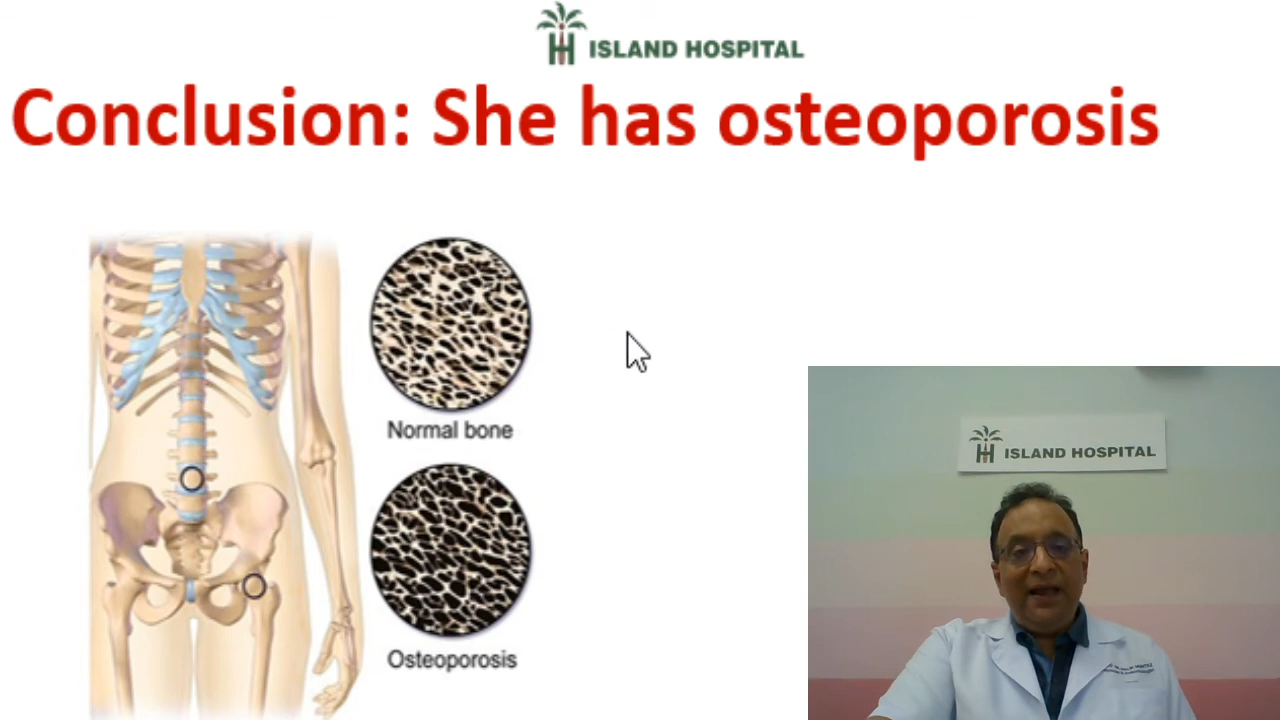 ISLAND HOSPITAL
Conclusion: She has osteoporosis
Normal bone
Osteoporosis
ISLAND HOSPITAL